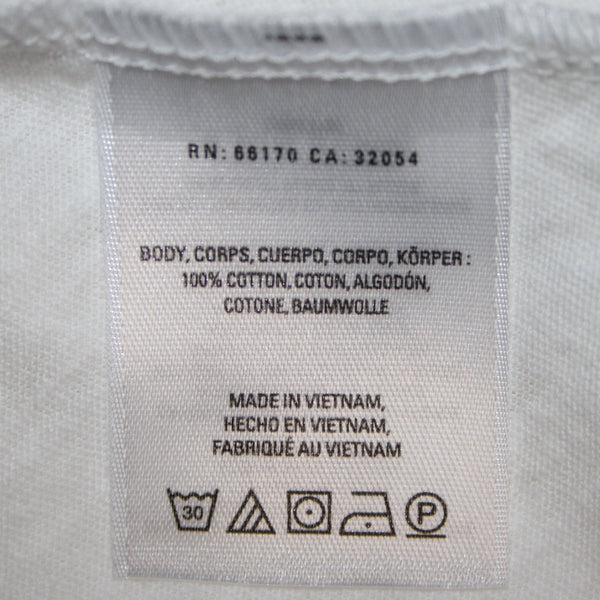 RN: 66170 CA: 32054
BODY, CORPS, CUERPO, CORPO, KÕRPER :
100% COTTON, COTON, ALGODÓN,
COTONE, BAUMWOLLE
MADE IN VIETNAM,
HECHO EN VIETNAM,
FABRIQUÉ AU VIETNAM
30 P